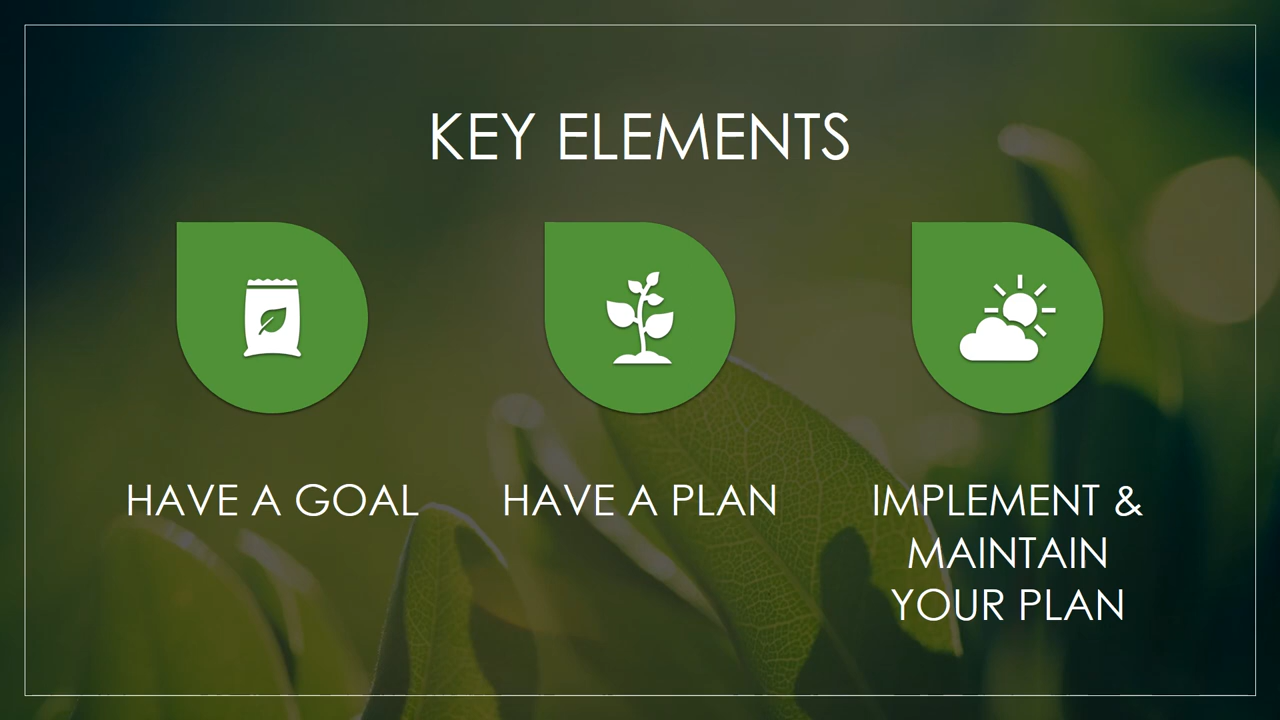 KEY ELEMENTS
HAVE A GOAL
HAVE A PLAN
IMPLEMENT &
MAINTAIN
YOUR PLAN